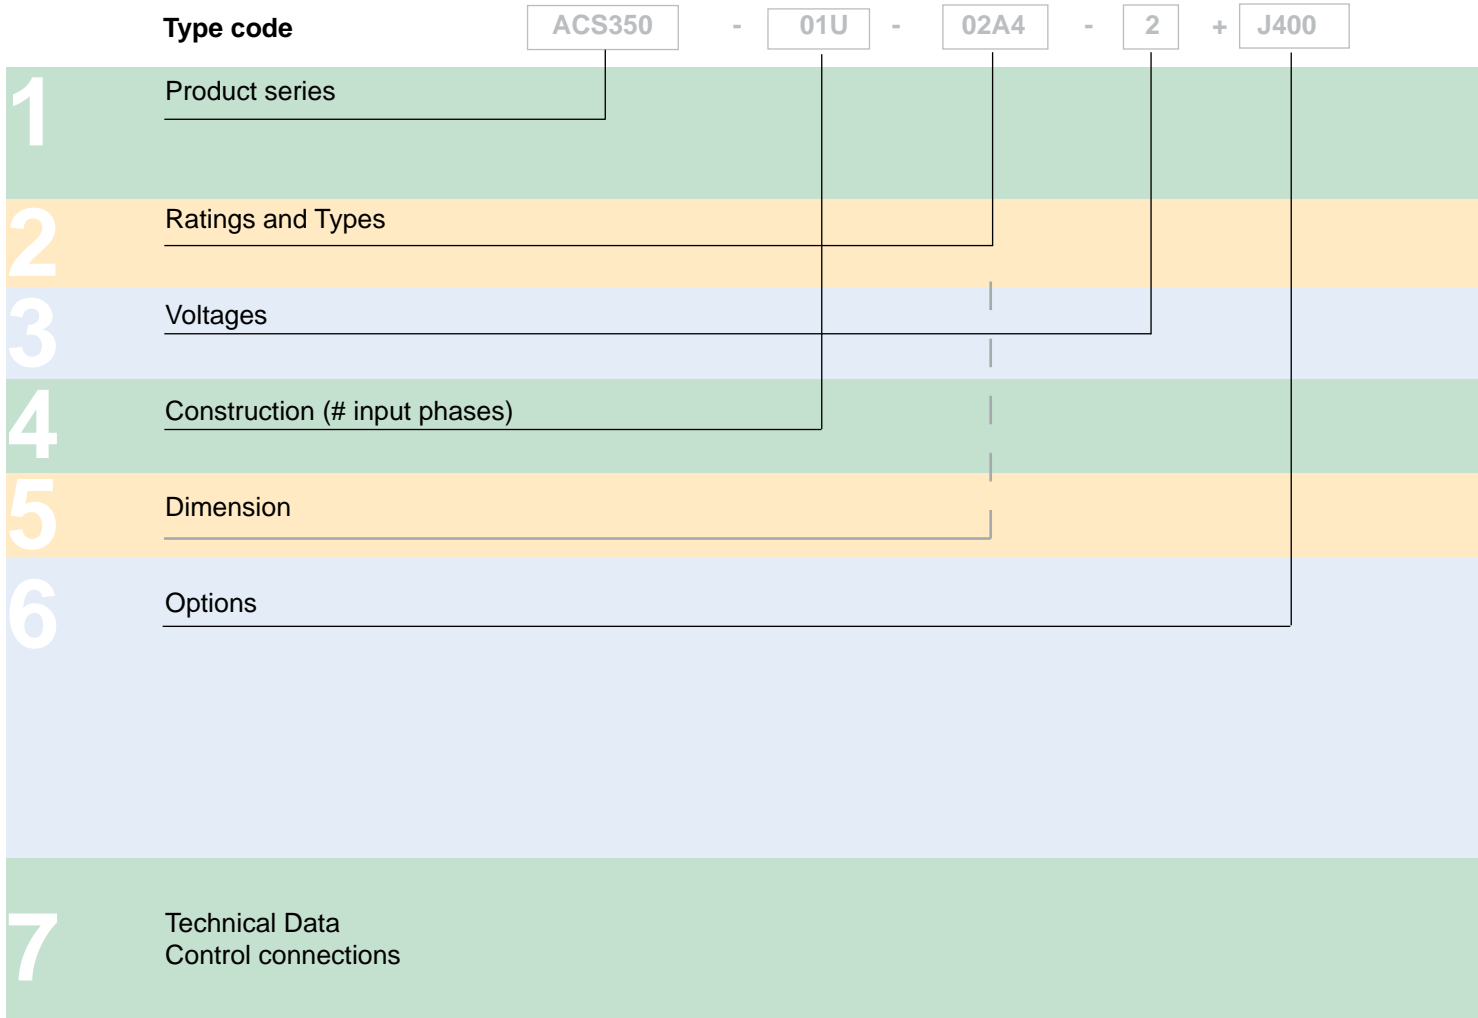 Type code ACS350 - 01U - 02A4 - 2 + J400
1 Product series
2 Ratings and Types
3 Voltages
4 Construction (# input phases)
5 Dimension
6 Options
7 Technical Data
Control connections